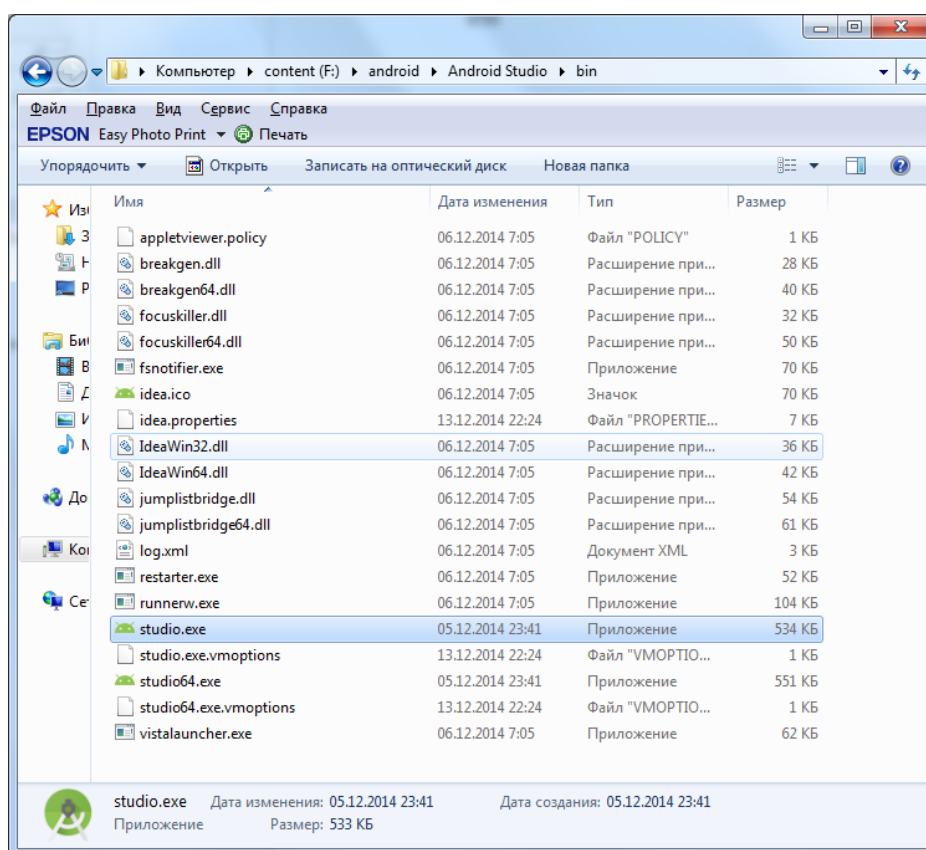 Компьютер ▸ content (F:) ▸ android ▸ Android Studio ▸ bin
Файл Правка Вид Сервис Справка
EPSON Easy Photo Print Печать
Упорядочить Открыть Записать на оптический диск Новая папка
Имя Дата изменения Тип Размер
Изб
appletviewer.policy 06.12.2014 7:05 Файл "POLICY" 1 КБ
breakgen.dll 06.12.2014 7:05 Расширение при... 28 КБ
breakgen64.dll 06.12.2014 7:05 Расширение при... 40 КБ
focuskiller.dll 06.12.2014 7:05 Расширение при... 32 КБ
Биб
focuskiller64.dll 06.12.2014 7:05 Расширение при... 50 КБ
fsnotifier.exe 06.12.2014 7:05 Приложение 70 КБ
idea.ico 06.12.2014 7:05 Значок 70 КБ
idea.properties 13.12.2014 22:24 Файл "PROPERTIE... 7 КБ
IdeaWin32.dll 06.12.2014 7:05 Расширение при... 36 КБ
IdeaWin64.dll 06.12.2014 7:05 Расширение при... 42 КБ
До
jumplistbridge.dll 06.12.2014 7:05 Расширение при... 54 КБ
jumplistbridge64.dll 06.12.2014 7:05 Расширение при... 61 КБ
Ко
log.xml 06.12.2014 7:05 Документ XML 3 КБ
restarter.exe 06.12.2014 7:05 Приложение 52 КБ
Се
runnerw.exe 06.12.2014 7:05 Приложение 104 КБ
studio.exe 05.12.2014 23:41 Приложение 534 КБ
studio.exe.vmoptions 13.12.2014 22:24 Файл "VMOPTIO... 1 КБ
studio64.exe 05.12.2014 23:41 Приложение 551 КБ
studio64.exe.vmoptions 13.12.2014 22:24 Файл "VMOPTIO... 1 КБ
vistalauncher.exe 06.12.2014 7:05 Приложение 62 КБ
studio.exe Дата изменения: 05.12.2014 23:41 Дата создания: 05.12.2014 23:41
Приложение Размер: 533 КБ